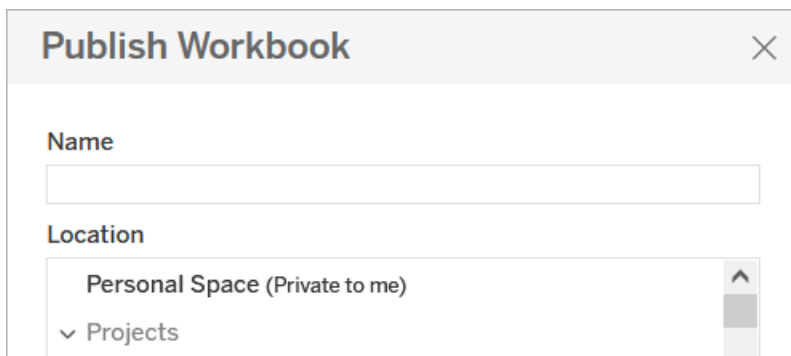 Publish Workbook
Name
Location
Personal Space (Private to me)
Projects